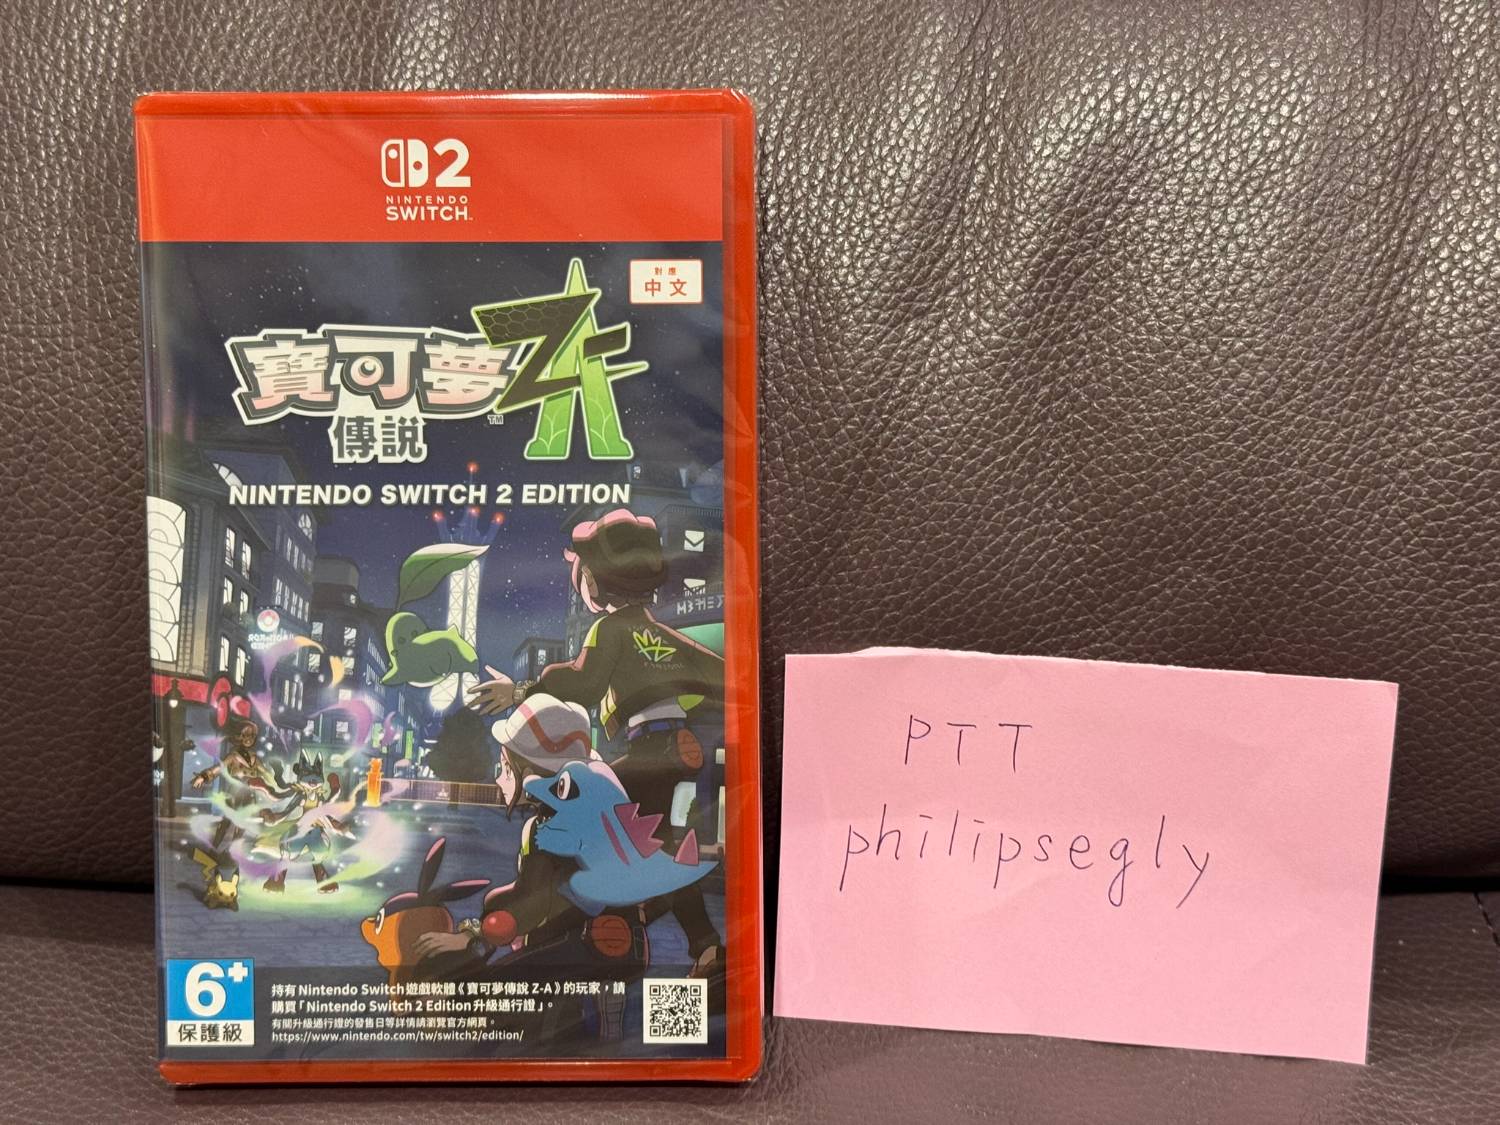 2
NINTENDO
SWITCH™
對應
中文
寶可夢
Z-A
傳說™
NINTENDO SWITCH 2 EDITION
6+
保護級
持有Nintendo Switch遊戲軟體《寶可夢傳說 Z-A》的玩家,請
購買「Nintendo Switch 2 Edition升級通行證」。
有關升級通行證的發售日等詳情請瀏覽官方網頁。
https://www.nintendo.com/tw/switch2/edition/
PTT
philipsegly